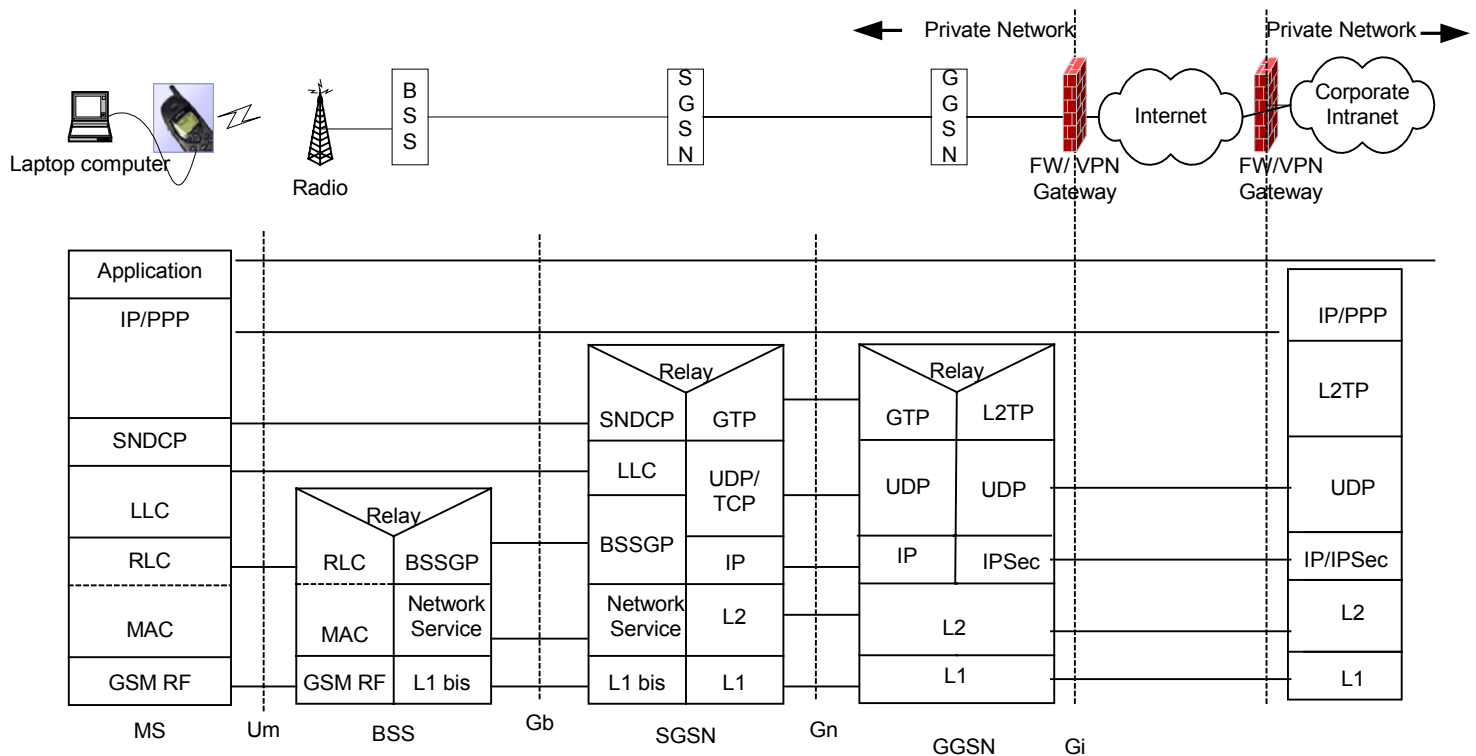 Private Network
Private Network
BSS
SGSN
GGSN
Internet
Corporate
Intranet
Laptop computer
Radio
FW/ VPN
Gateway
FW/VPN
Gateway
Application
IP/PPP
SNDCP
LLC
RLC
MAC
GSM RF
MS
Um
Relay
RLC
BSSGP
MAC
Network
Service
GSM RF
L1 bis
BSS
Gb
Relay
SNDCP
GTP
LLC
UDP/
TCP
BSSGP
IP
Network
Service
L2
L1 bis
L1
SGSN
Gn
Relay
GTP
L2TP
UDP
UDP
IP
IPSec
L2
L1
GGSN
Gi
IP/PPP
L2TP
UDP
IP/IPSec
L2
L1